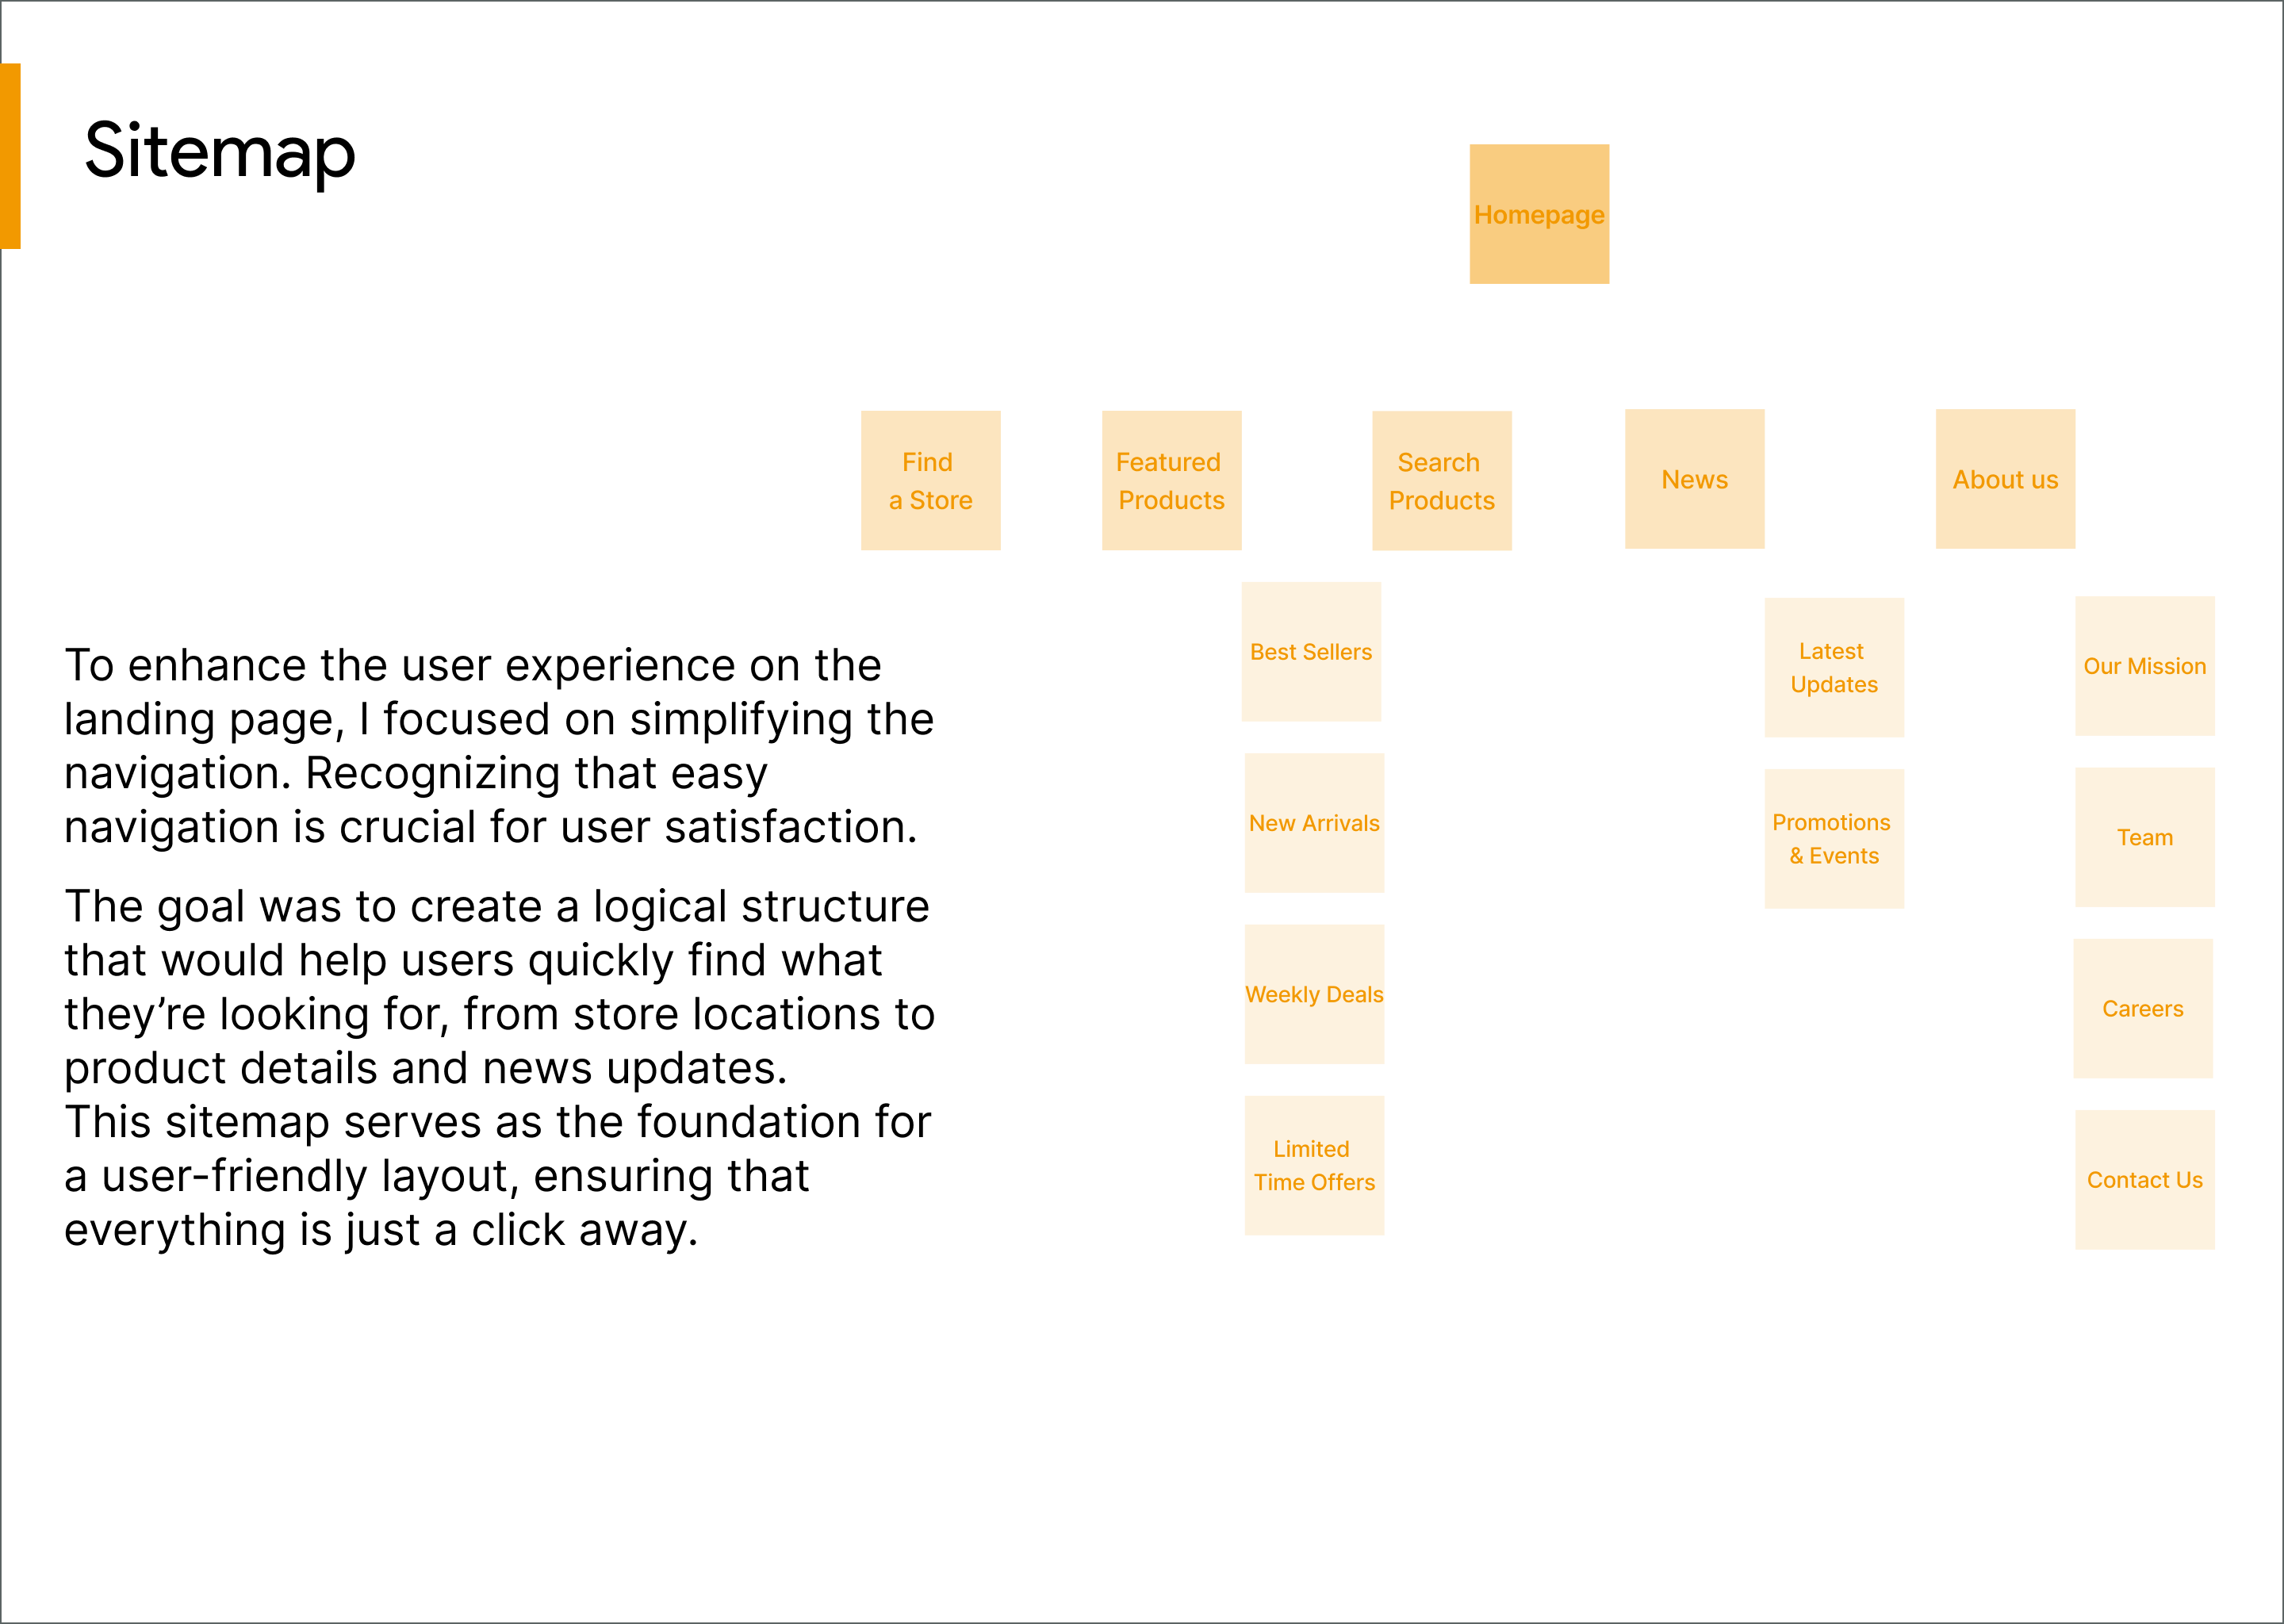 Sitemap
Homepage
Find
a Store
Featured
Products
Search
Products
News
About us
To enhance the user experience on the
landing page, I focused on simplifying the
navigation. Recognizing that easy
navigation is crucial for user satisfaction.
The goal was to create a logical structure
that would help users quickly find what
they’re looking for, from store locations to
product details and news updates.
This sitemap serves as the foundation for
a user-friendly layout, ensuring that
everything is just a click away.
Best Sellers
New Arrivals
Weekly Deals
Limited
Time Offers
Latest
Updates
Promotions
& Events
Our Mission
Team
Careers
Contact Us